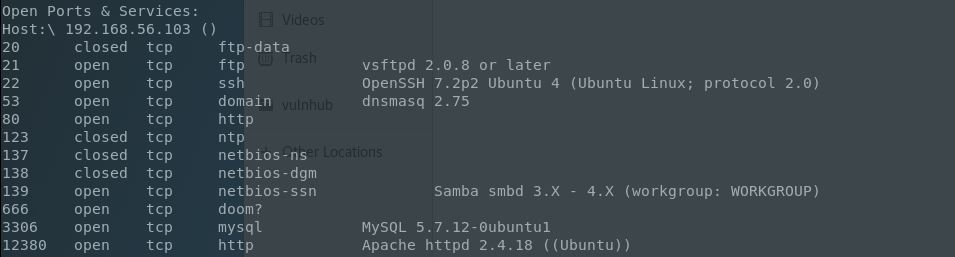 Open Ports & Services:
Host:\ 192.168.56.103 ()
20 closed tcp ftp-data
21 open tcp ftp vsftpd 2.0.8 or later
22 open tcp ssh OpenSSH 7.2p2 Ubuntu 4 (Ubuntu Linux; protocol 2.0)
53 open tcp domain dnsmasq 2.75
80 open tcp http
123 closed tcp ntp
137 closed tcp netbios-ns
138 closed tcp netbios-dgm
139 open tcp netbios-ssn Samba smbd 3.X - 4.X (workgroup: WORKGROUP)
666 open tcp doom?
3306 open tcp mysql MySQL 5.7.12-0ubuntu1
12380 open tcp http Apache httpd 2.4.18 ((Ubuntu))
Videos
Trash
vulnhub
+ Other Locations